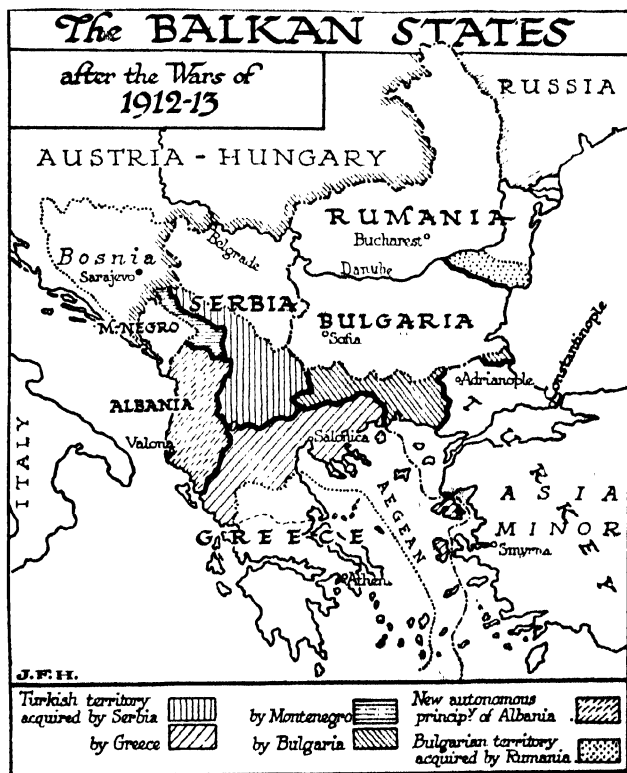 The BALKAN STATES
after the Wars of
1912-13
RUSSIA
AUSTRIA - HUNGARY
RUMANIA
Bucharest
Bosnia
Sarajevo
Belgrade
Danube
SERBIA
M.NEGRO
BULGARIA
Sofia
Constantinople
Adrianople
ALBANIA
TURKEY
Valona
Salonica
ITALY
AEGEAN
ASIA
MINOR
GREECE
Smyrna
Athens
J.F.H.
Turkish territory
acquired by Serbia
by Montenegro
New autonomous
princip'y. of Albania
by Greece
by Bulgaria
Bulgarian territory
acquired by Rumania